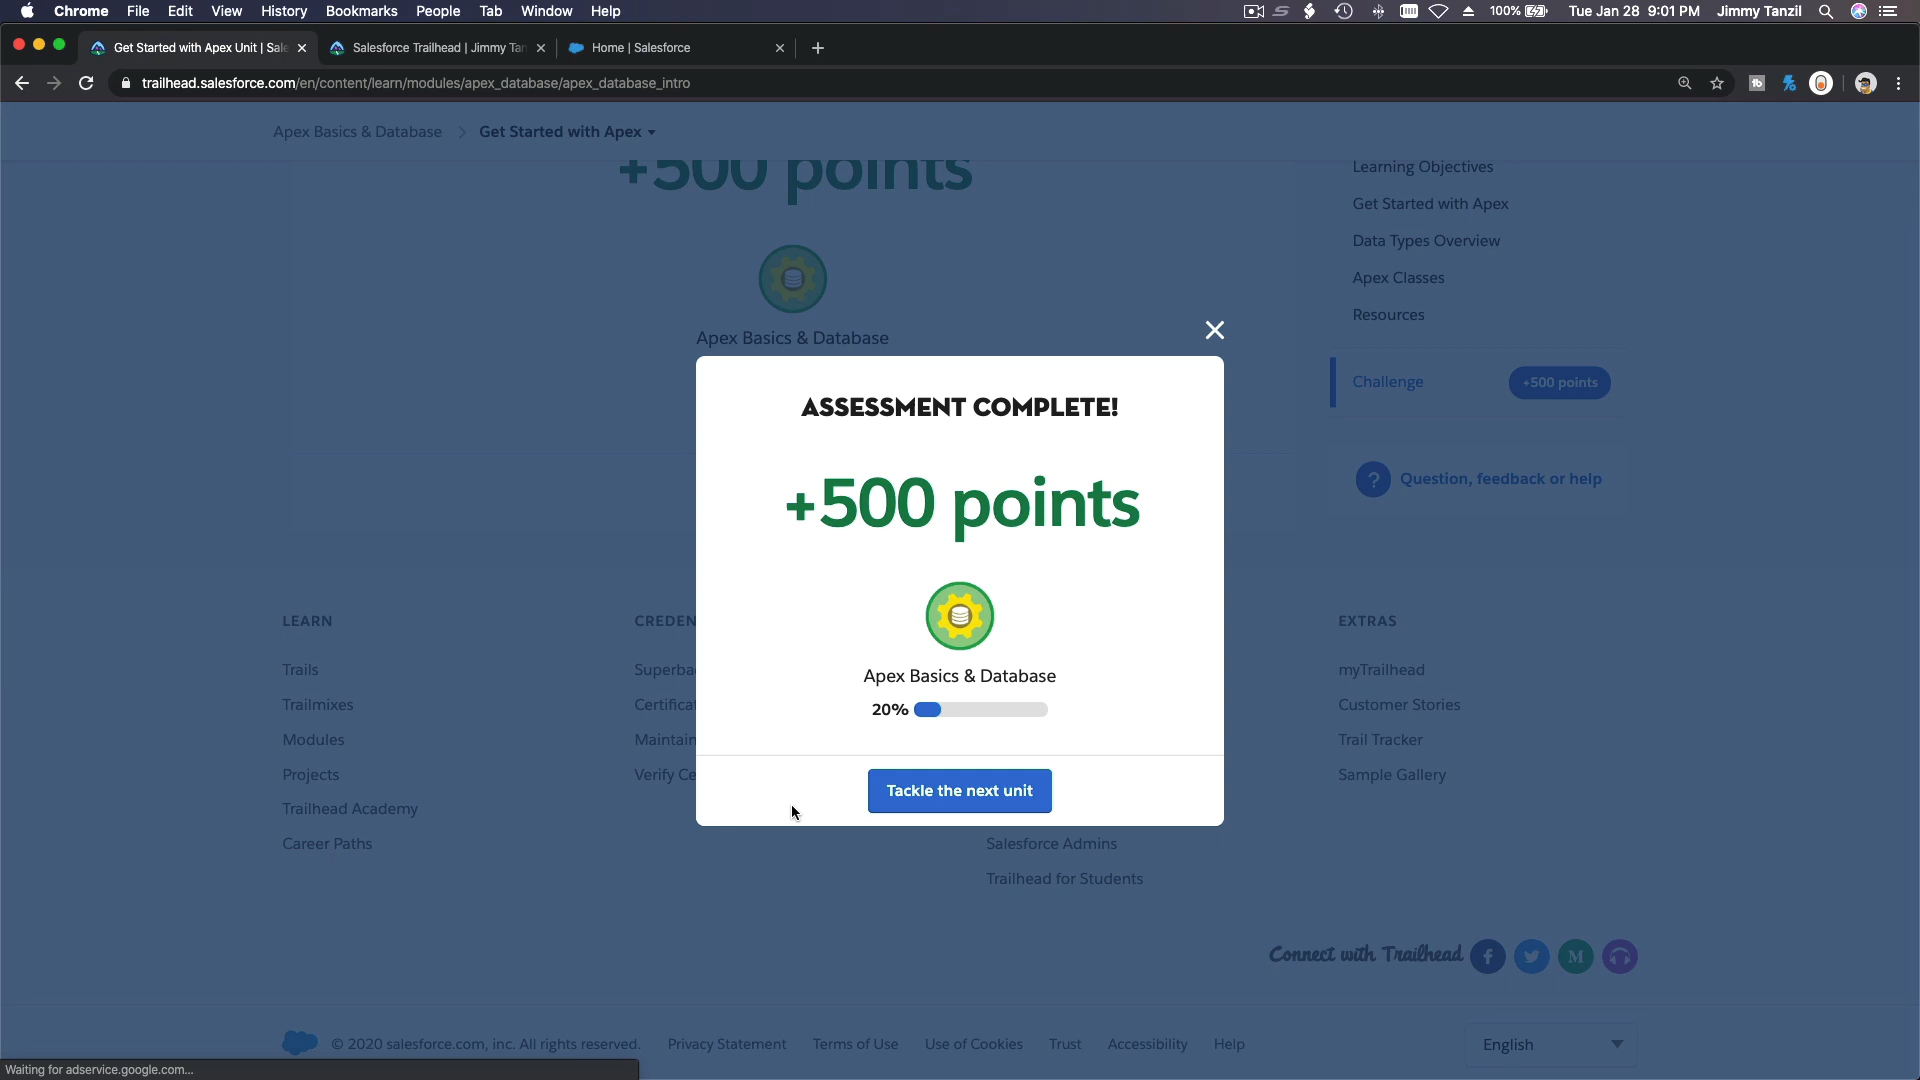 Chrome File Edit View History Bookmarks People Tab Window Help 100% Tue Jan 28 9:01 PM Jimmy Tanzil
Get Started with Apex Unit | Sale Salesforce Trailhead | Jimmy Tan Home | Salesforce
trailhead.salesforce.com/en/content/learn/modules/apex_database/apex_database_intro
Apex Basics & Database > Get Started with Apex
+500 points
Apex Basics & Database
Learning Objectives
Get Started with Apex
Data Types Overview
Apex Classes
Resources
Challenge +500 points
? Question, feedback or help
ASSESSMENT COMPLETE!
+500 points
Apex Basics & Database
20%
Tackle the next unit
LEARN
Trails
Trailmixes
Modules
Projects
Trailhead Academy
Career Paths
CREDEN
Superba
Certificat
Maintain
Verify Ce
Salesforce Admins
Trailhead for Students
EXTRAS
myTrailhead
Customer Stories
Trail Tracker
Sample Gallery
Connect with Trailhead
© 2020 salesforce.com, inc. All rights reserved. Privacy Statement Terms of Use Use of Cookies Trust Accessibility Help English
Waiting for adservice.google.com...